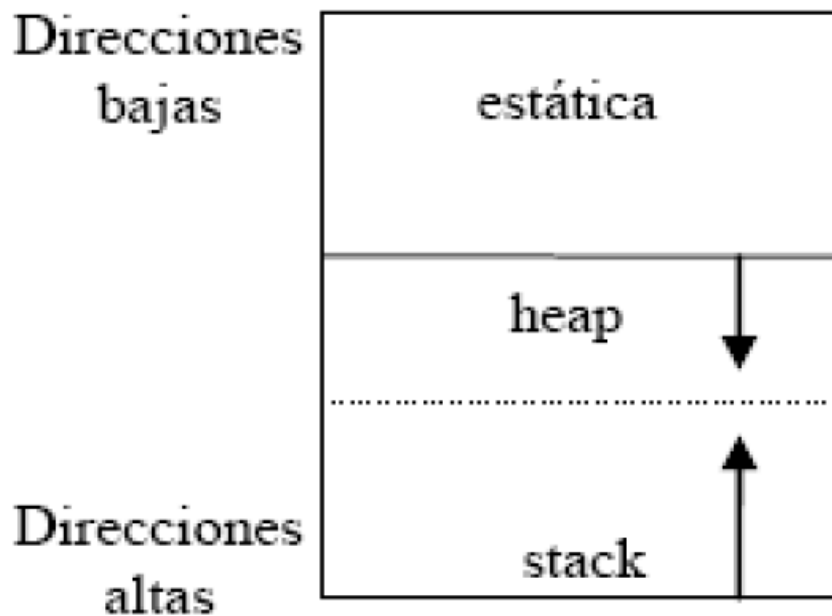 Direcciones
bajas
estática
heap
Direcciones
altas
stack